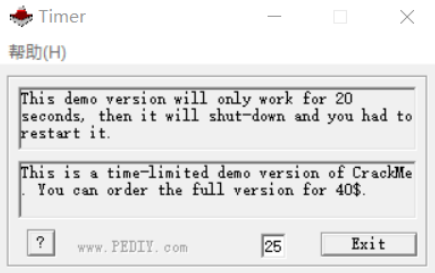 Timer
帮助(H)
This demo version will only work for 20
seconds, then it will shut-down and you had to
restart it.
This is a time-limited demo version of CrackMe
. You can order the full version for 40$.
?
www.PEDIY.com
25
Exit